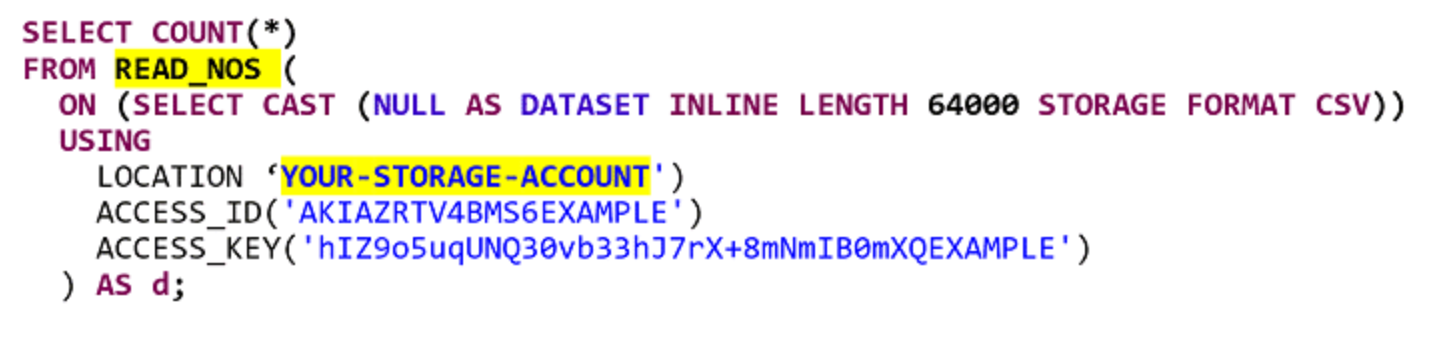 SELECT COUNT(*)
FROM READ_NOS (
ON (SELECT CAST (NULL AS DATASET INLINE LENGTH 64000 STORAGE FORMAT CSV))
USING
LOCATION ‘YOUR-STORAGE-ACCOUNT')
ACCESS_ID('AKIAZRTV4BMS6EXAMPLE')
ACCESS_KEY('hIZ9o5uqUNQ30vb33hJ7rX+8mNmIB0mXQEXAMPLE')
) AS d;